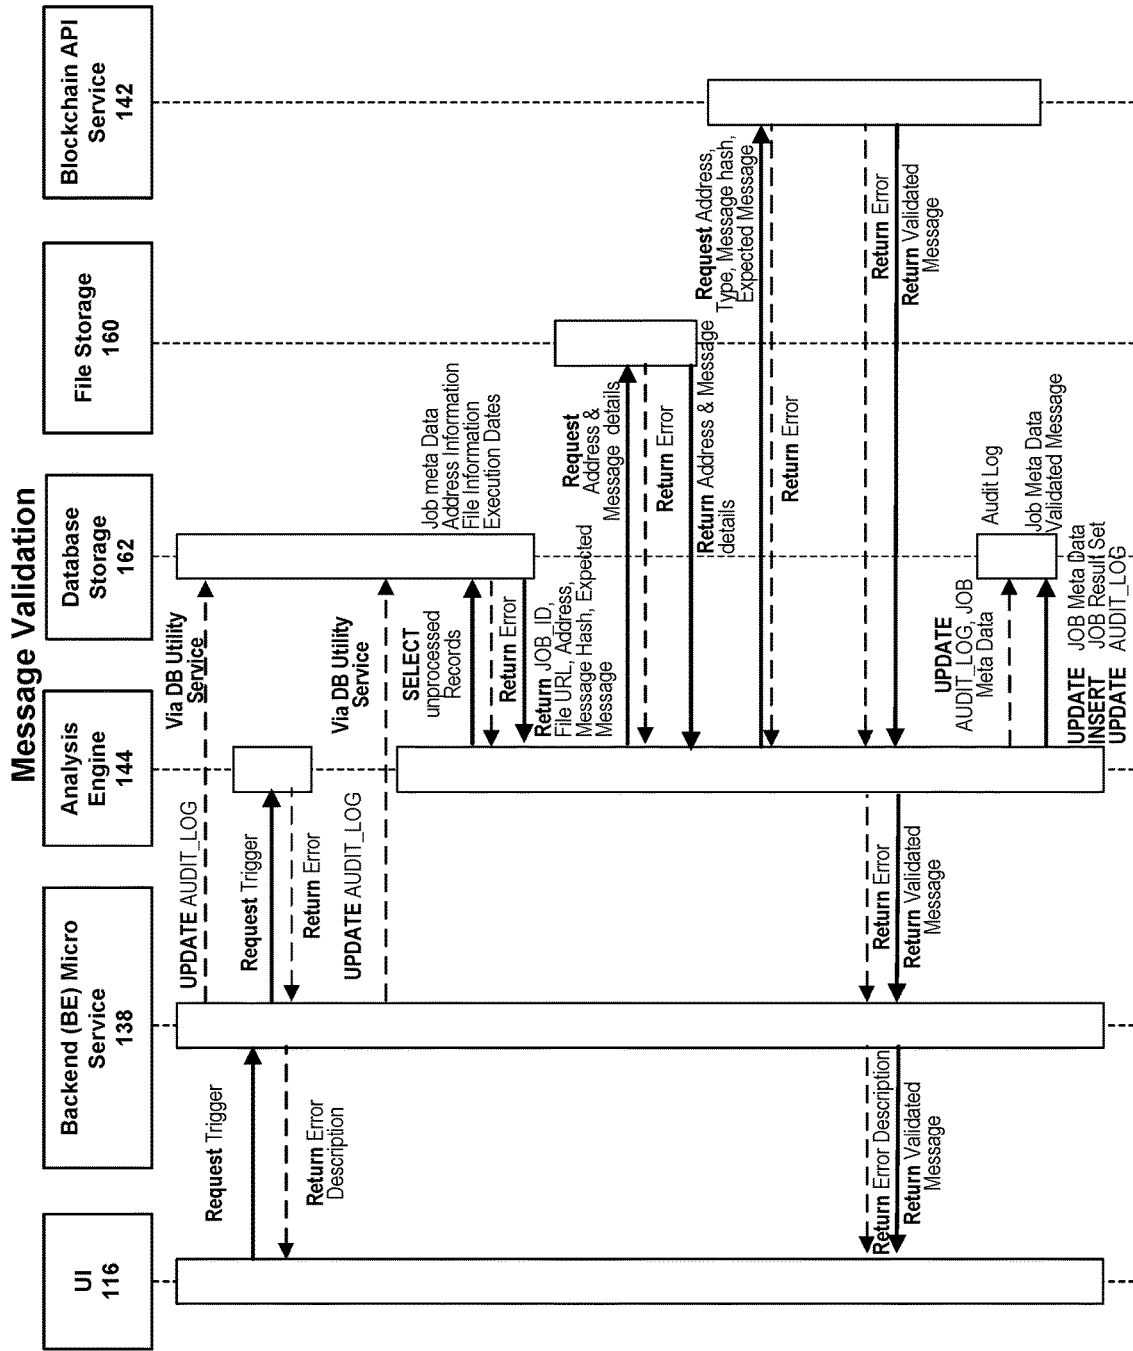 Message Validation
UI
116
Backend (BE) Micro
Service
138
Analysis
Engine
144
Database
Storage
162
File Storage
160
Blockchain API
Service
142
UPDATE AUDIT_LOG
Via DB Utility
Service
Request Trigger
Request Trigger
Return Error
Description
Return Error
UPDATE AUDIT_LOG
Via DB Utility
Service
SELECT
unprocessed
Records
Job meta Data
Address Information
File Information
Execution Dates
Return Error
Return JOB_ID,
File URL, Address,
Message Hash, Expected
Message
Request
Address &
Message details
Return Error
Return Address & Message
details
Request Address,
Type, Message hash,
Expected Message
Return Error
Return Error
Return Validated
Message
Return Error
Return Validated
Message
Return Error Description
Return Validated
Message
UPDATE
AUDIT_LOG, JOB
Meta Data
Audit Log
Job Meta Data
Validated Message
UPDATE JOB Meta Data
INSERT JOB Result Set
UPDATE AUDIT_LOG